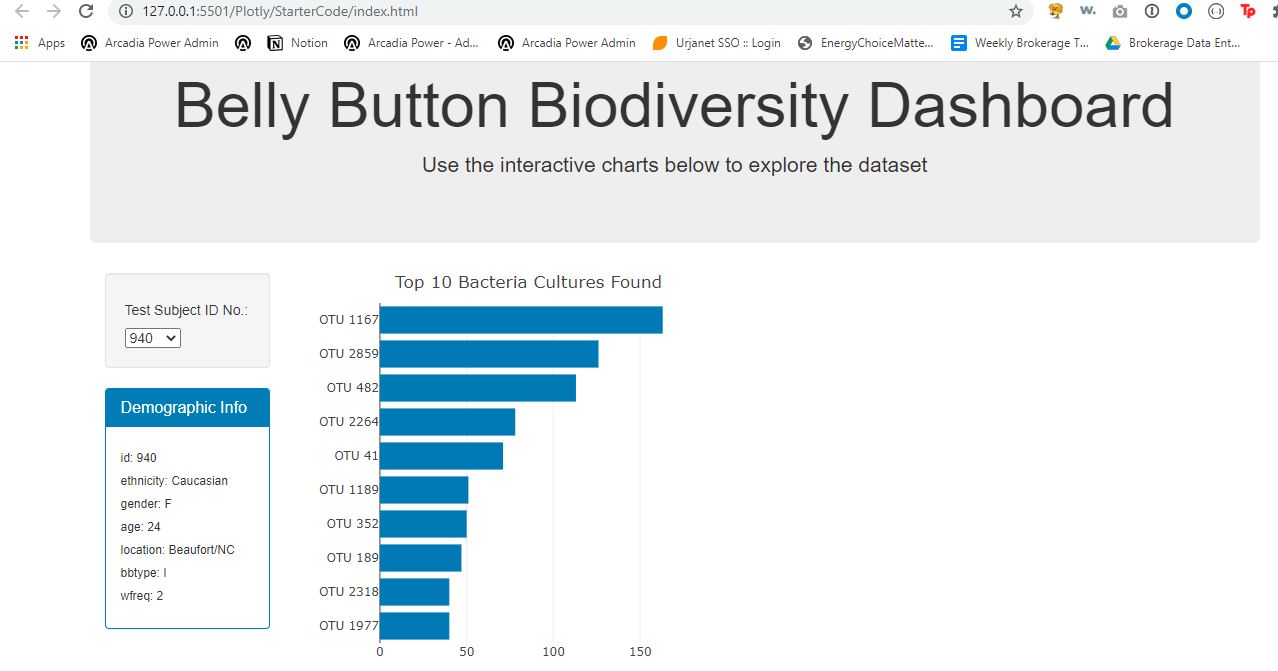 127.0.0.1:5501/Plotly/StarterCode/index.html
Apps Arcadia Power Admin Notion Arcadia Power - Ad... Arcadia Power Admin Urjanet SSO :: Login EnergyChoiceMatte... Weekly Brokerage T... Brokerage Data Ent...
Belly Button Biodiversity Dashboard
Use the interactive charts below to explore the dataset
Test Subject ID No.:
940
Demographic Info
id: 940
ethnicity: Caucasian
gender: F
age: 24
location: Beaufort/NC
bbtype: I
wfreq: 2
Top 10 Bacteria Cultures Found
OTU 1167
OTU 2859
OTU 482
OTU 2264
OTU 41
OTU 1189
OTU 352
OTU 189
OTU 2318
OTU 1977
0 50 100 150